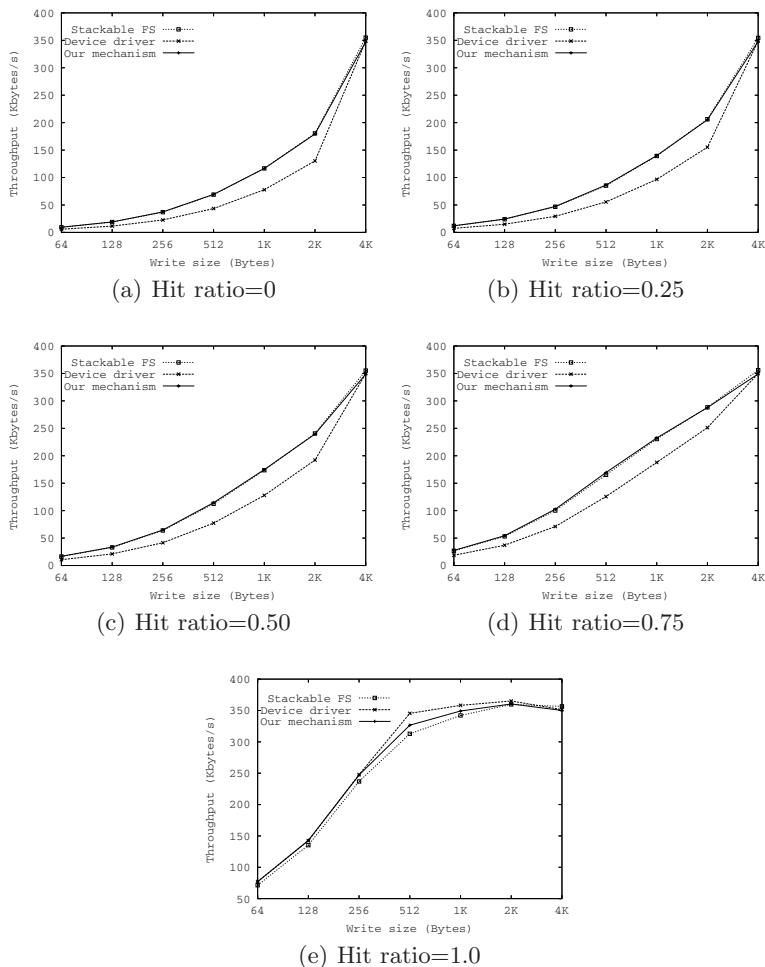 400
350
300
250
200
150
100
50
0
Throughput (Kbytes/s)
Stackable FS
Device driver
Our mechanism
64 128 256 512 1K 2K 4K
Write size (Bytes)
(a) Hit ratio=0
400
350
300
250
200
150
100
50
0
Throughput (Kbytes/s)
Stackable FS
Device driver
Our mechanism
64 128 256 512 1K 2K 4K
Write size (Bytes)
(b) Hit ratio=0.25
400
350
300
250
200
150
100
50
0
Throughput (Kbytes/s)
Stackable FS
Device driver
Our mechanism
64 128 256 512 1K 2K 4K
Write size (Bytes)
(c) Hit ratio=0.50
400
350
300
250
200
150
100
50
0
Throughput (Kbytes/s)
Stackable FS
Device driver
Our mechanism
64 128 256 512 1K 2K 4K
Write size (Bytes)
(d) Hit ratio=0.75
400
350
300
250
200
150
100
50
Throughput (Kbytes/s)
Stackable FS
Device driver
Our mechanism
64 128 256 512 1K 2K 4K
Write size (Bytes)
(e) Hit ratio=1.0